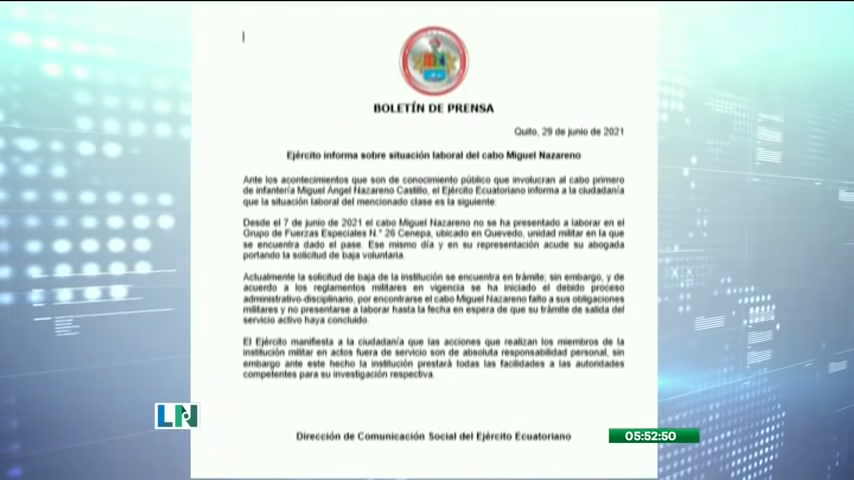 BOLETÍN DE PRENSA
Quito, 29 de junio de 2021
Ejército informa sobre situación laboral del cabo Miguel Nazareno
Ante los acontecimientos que son de conocimiento público que involucran al cabo primero
de infantería Miguel Ángel Nazareno Castillo, el Ejército Ecuatoriano informa a la ciudadanía
que la situación laboral del mencionado clase es la siguiente:
Desde el 7 de junio de 2021 el cabo Miguel Nazareno no se ha presentado a laborar en el
Grupo de Fuerzas Especiales N.° 26 Cenepa, ubicado en Quevedo, unidad militar en la que
se encuentra dado el pase. Ese mismo día y en su representación acude su abogada
portando la solicitud de baja voluntaria.
Actualmente la solicitud de baja de la institución se encuentra en trámite; sin embargo, y de
acuerdo a los reglamentos militares en vigencia se ha iniciado el debido proceso
administrativo-disciplinario, por encontrarse el cabo Miguel Nazareno falto a sus obligaciones
militares y no presentarse a laborar hasta la fecha en espera de que su trámite de salida del
servicio activo haya concluido.
El Ejército manifiesta a la ciudadanía que las acciones que realizan los miembros de la
institución militar en actos fuera de servicio son de absoluta responsabilidad personal, sin
embargo ante este hecho la institución prestará todas las facilidades a las autoridades
competentes para su investigación respectiva.
LN
Dirección de Comunicación Social del Ejército Ecuatoriano
05:52:50